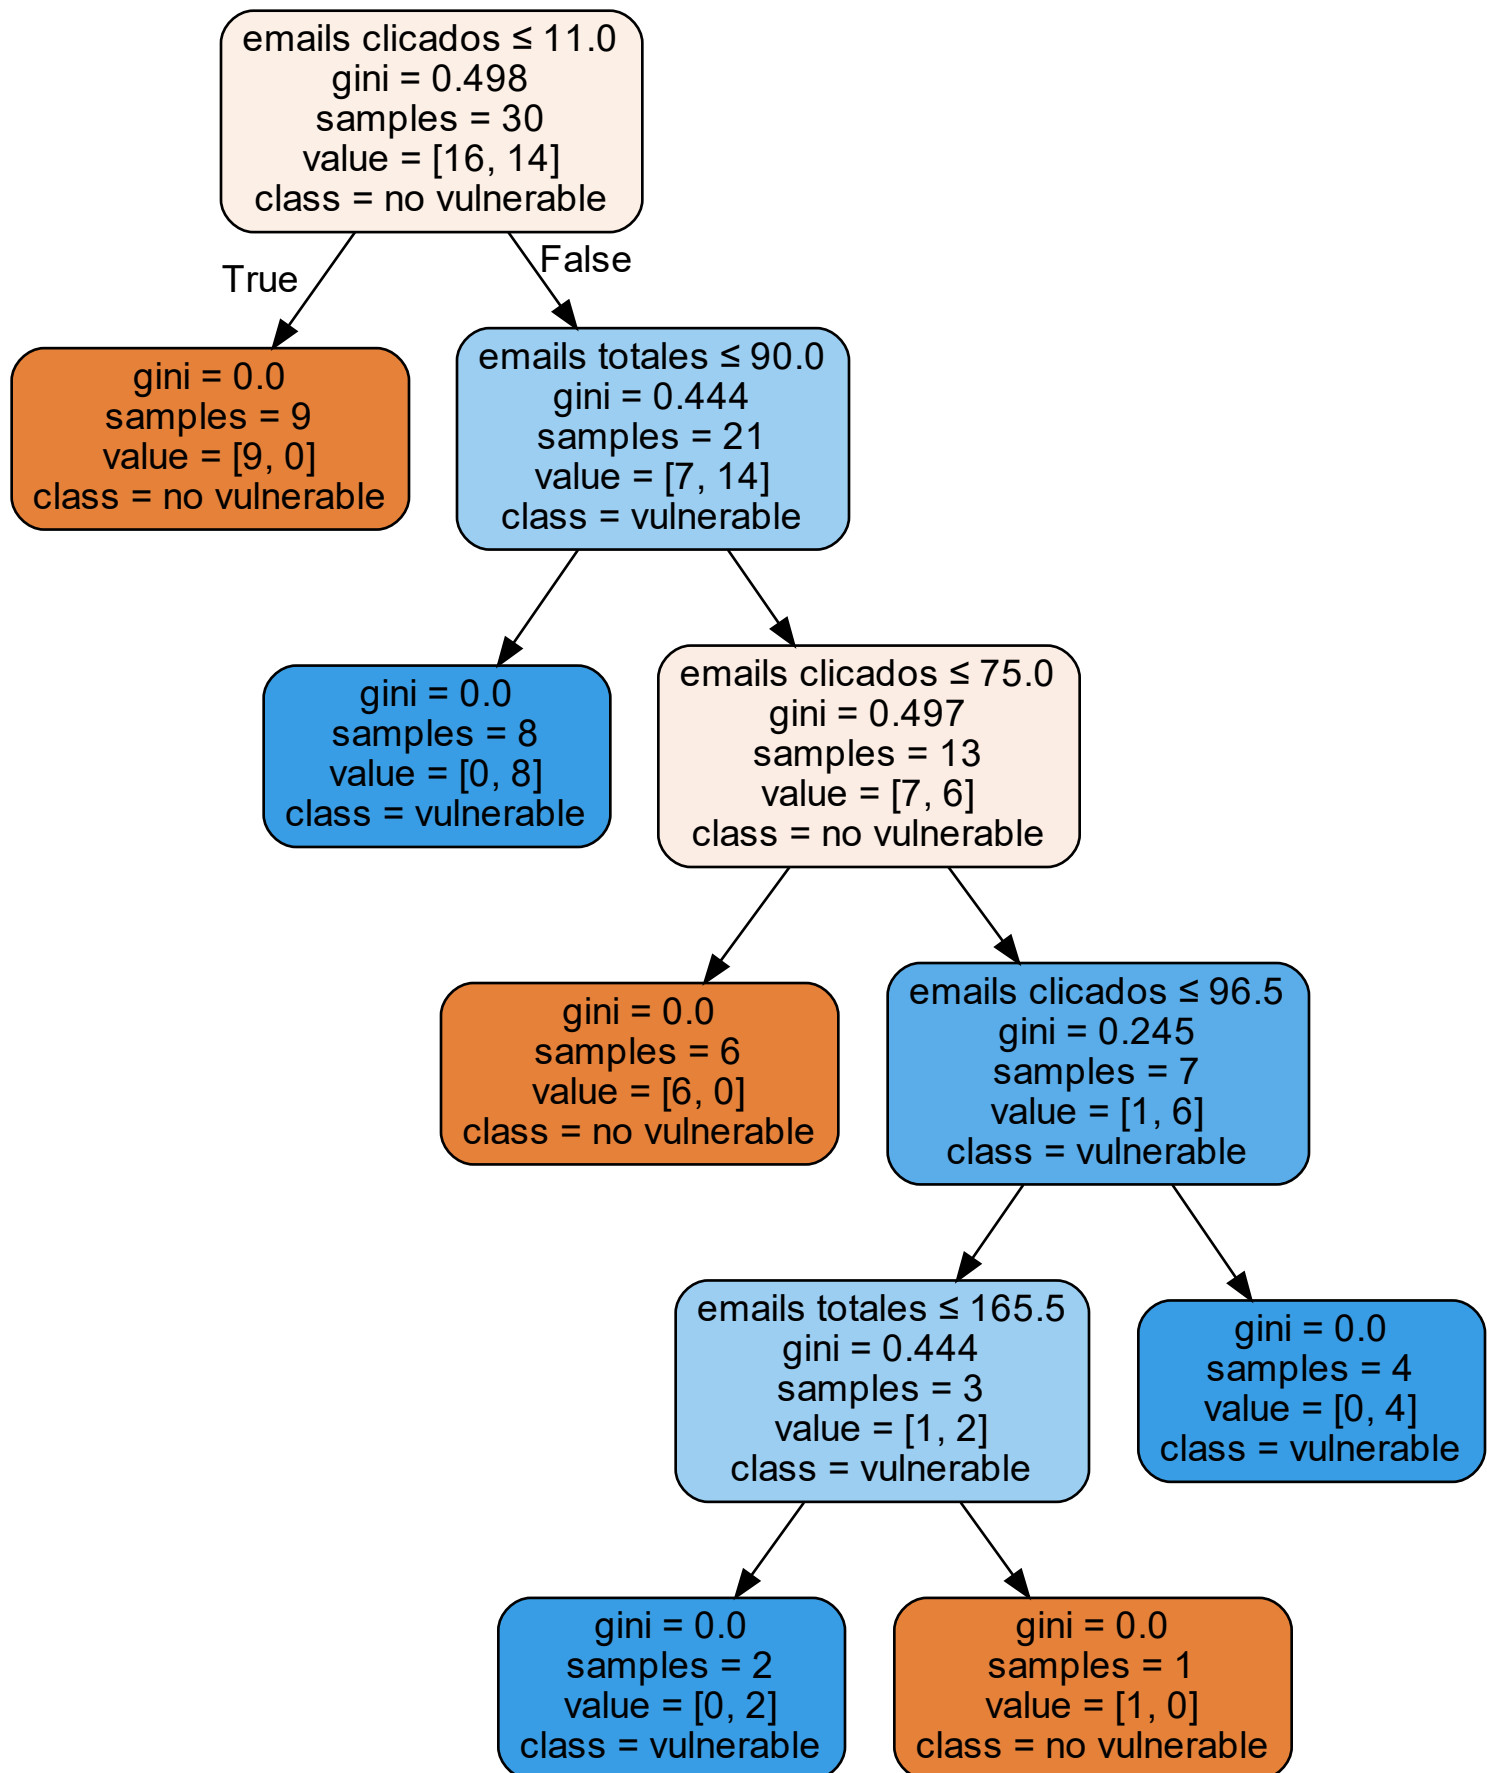 emails clicados ≤ 11.0
gini = 0.498
samples = 30
value = [16, 14]
class = no vulnerable
True
False
gini = 0.0
samples = 9
value = [9, 0]
class = no vulnerable
emails totales ≤ 90.0
gini = 0.444
samples = 21
value = [7, 14]
class = vulnerable
gini = 0.0
samples = 8
value = [0, 8]
class = vulnerable
emails clicados ≤ 75.0
gini = 0.497
samples = 13
value = [7, 6]
class = no vulnerable
gini = 0.0
samples = 6
value = [6, 0]
class = no vulnerable
emails clicados ≤ 96.5
gini = 0.245
samples = 7
value = [1, 6]
class = vulnerable
emails totales ≤ 165.5
gini = 0.444
samples = 3
value = [1, 2]
class = vulnerable
gini = 0.0
samples = 4
value = [0, 4]
class = vulnerable
gini = 0.0
samples = 2
value = [0, 2]
class = vulnerable
gini = 0.0
samples = 1
value = [1, 0]
class = no vulnerable